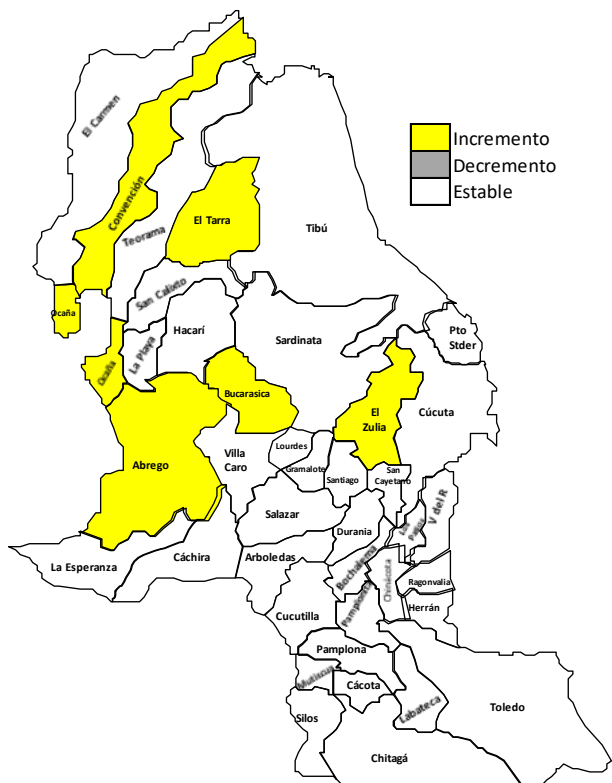 El Carmen
Convención
Incremento
Decremento
Estable
El Tarra
Tibú
Teorama
San Calixto
Ocaña
Hacarí
Sardinata
Pto
Stder
La Playa
Ocaña
Bucarasica
El
Zulia
Cúcuta
Abrego
Villa
Caro
Lourdes
Gramalote
Santiago
San
Cayetano
Salazar
Durania
Los
Patios
V del R
La Esperanza
Cáchira
Arboledas
Bochalema
Chinácota
Ragonvalia
Herrán
Pamplonita
Cucutilla
Pamplona
Mutiscua
Cácota
Labateca
Toledo
Silos
Chitagá